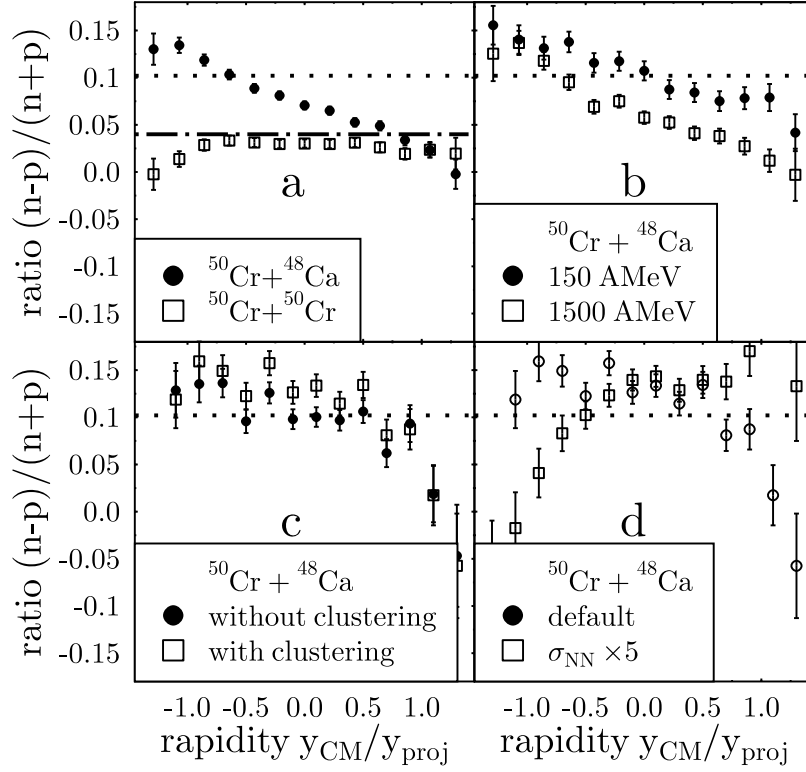 0.15
0.1
0.05
0.0
-0.05
-0.1
-0.15
ratio (n-p)/(n+p)
a
⁵⁰Cr+⁴⁸Ca
⁵⁰Cr+⁵⁰Cr
b
⁵⁰Cr + ⁴⁸Ca
150 AMeV
1500 AMeV
0.15
0.1
0.05
0.0
-0.05
-0.1
-0.15
ratio (n-p)/(n+p)
c
⁵⁰Cr + ⁴⁸Ca
without clustering
with clustering
d
⁵⁰Cr + ⁴⁸Ca
default
σNN ×5
-1.0 -0.5 0.0 0.5 1.0
rapidity yCM/yproj
-1.0 -0.5 0.0 0.5 1.0
rapidity yCM/yproj